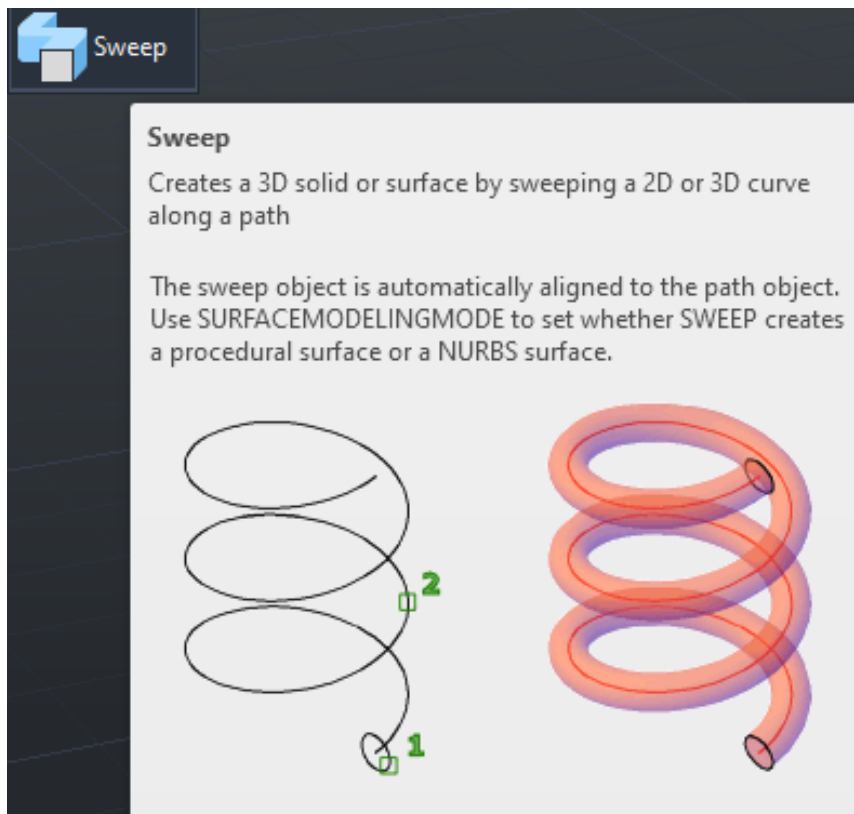 Sweep
Sweep
Creates a 3D solid or surface by sweeping a 2D or 3D curve
along a path
The sweep object is automatically aligned to the path object.
Use SURFACEMODELINGMODE to set whether SWEEP creates
a procedural surface or a NURBS surface.
2
1